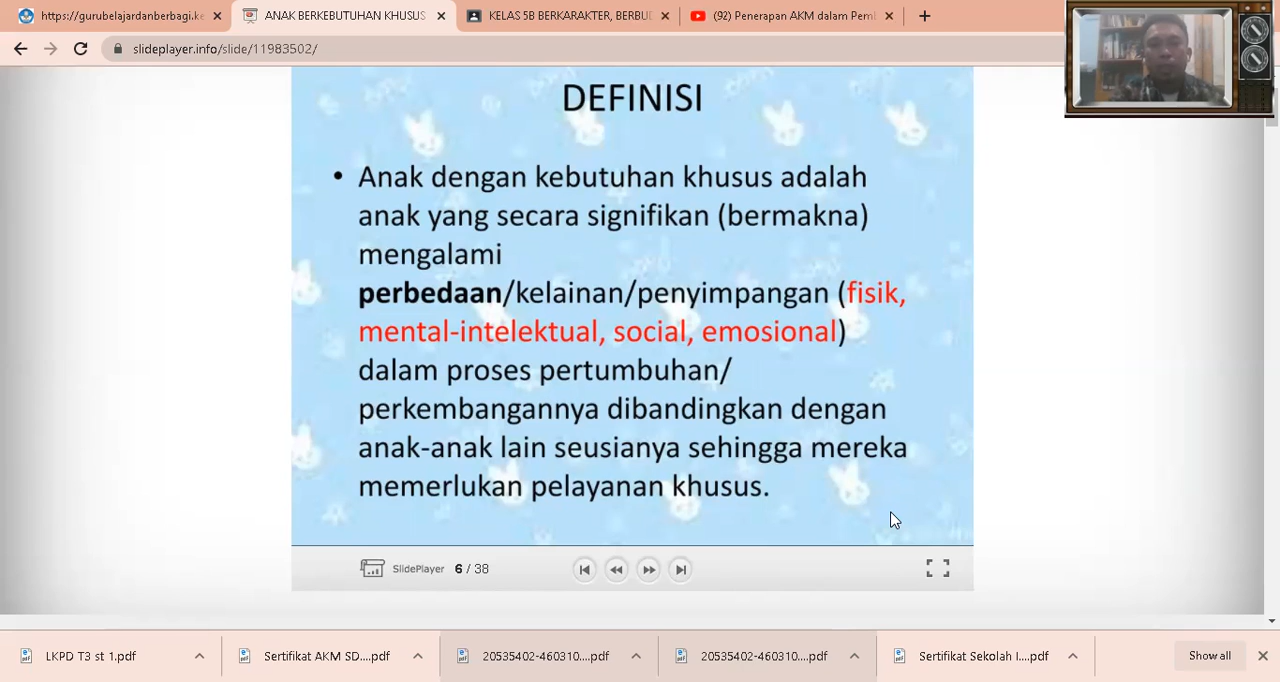 https://gurubelajardanberbagi.ke
ANAK BERKEBUTUHAN KHUSUS
KELAS 5B BERKARAKTER, BERBUD
(92) Penerapan AKM dalam Pemb
slideplayer.info/slide/11983502/
DEFINISI
• Anak dengan kebutuhan khusus adalah
anak yang secara signifikan (bermakna)
mengalami
perbedaan/kelainan/penyimpangan (fisik,
mental-intelektual, social, emosional)
dalam proses pertumbuhan/
perkembangannya dibandingkan dengan
anak-anak lain seusianya sehingga mereka
memerlukan pelayanan khusus.
SlidePlayer 6 / 38
LKPD T3 st 1.pdf
Sertifikat AKM SD....pdf
20535402-460310....pdf
20535402-460310....pdf
Sertifikat Sekolah I....pdf
Show all